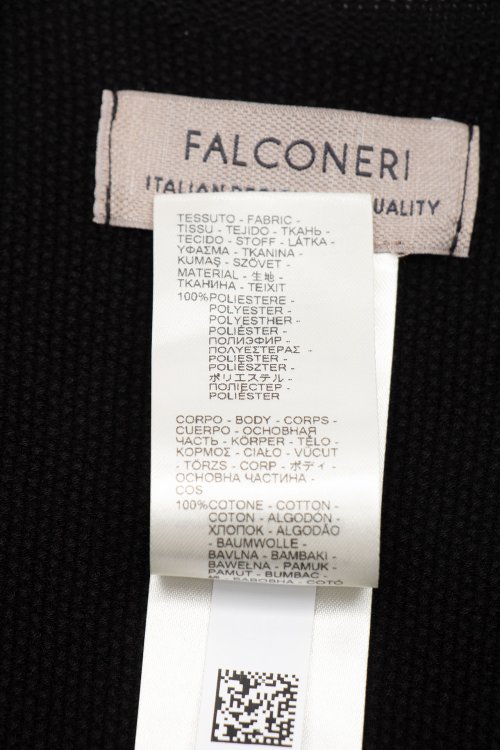 FALCONERI
ITALIAN QUALITY
TESSUTO - FABRIC -
TISSU - TEJIDO - ТКАНЬ -
TECIDO - STOFF - LÁTKA -
ΥΦΑΣΜΑ - TKANINA -
KUMAŞ - SZÖVET -
MATERIAL - 生地 -
ТКАНИНА - TEIXIT
100%POLIESTERE -
POLYESTER -
POLYESTHER -
POLIÉSTER -
ПОЛИЭФИР -
ΠΟΛΥΕΣΤΕΡΑΣ -
POLIESTER -
POLIÉSZTER -
ポリエステル -
ПОЛІЕСТЕР -
POLIÈSTER
CORPO - BODY - CORPS -
CUERPO - ОСНОВНАЯ
ЧАСТЬ - KÖRPER - TĚLO -
ΚΟΡΜΟΣ - CIAŁO - VÜCUT
- TÖRZS - CORP - ボディ -
ОСНОВНА ЧАСТИНА -
COS
100%COTONE - COTTON -
COTON - ALGODÓN -
ХЛОПОК - ALGODÃO
- BAUMWOLLE -
BAVLNA - ΒΑΜΒΑΚΙ -
BAWEŁNA - PAMUK -
PAMUT - BUMBAC -